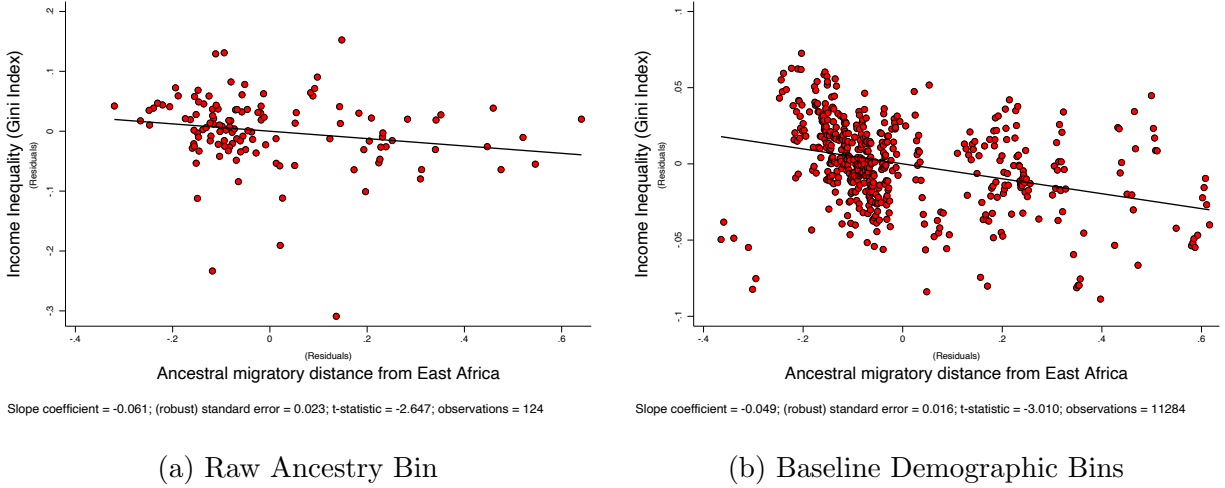 Income Inequality (Gini Index)
(Residuals)
.2
.1
0
-.1
-.2
-.3
-.4
-.2
0
.2
.4
.6
(Residuals)
Ancestral migratory distance from East Africa
Slope coefficient = -0.061; (robust) standard error = 0.023; t-statistic = -2.647; observations = 124
(a) Raw Ancestry Bin
Income Inequality (Gini Index)
(Residuals)
.1
.05
0
-.05
-.1
-.4
-.2
0
.2
.4
.6
(Residuals)
Ancestral migratory distance from East Africa
Slope coefficient = -0.049; (robust) standard error = 0.016; t-statistic = -3.010; observations = 11284
(b) Baseline Demographic Bins